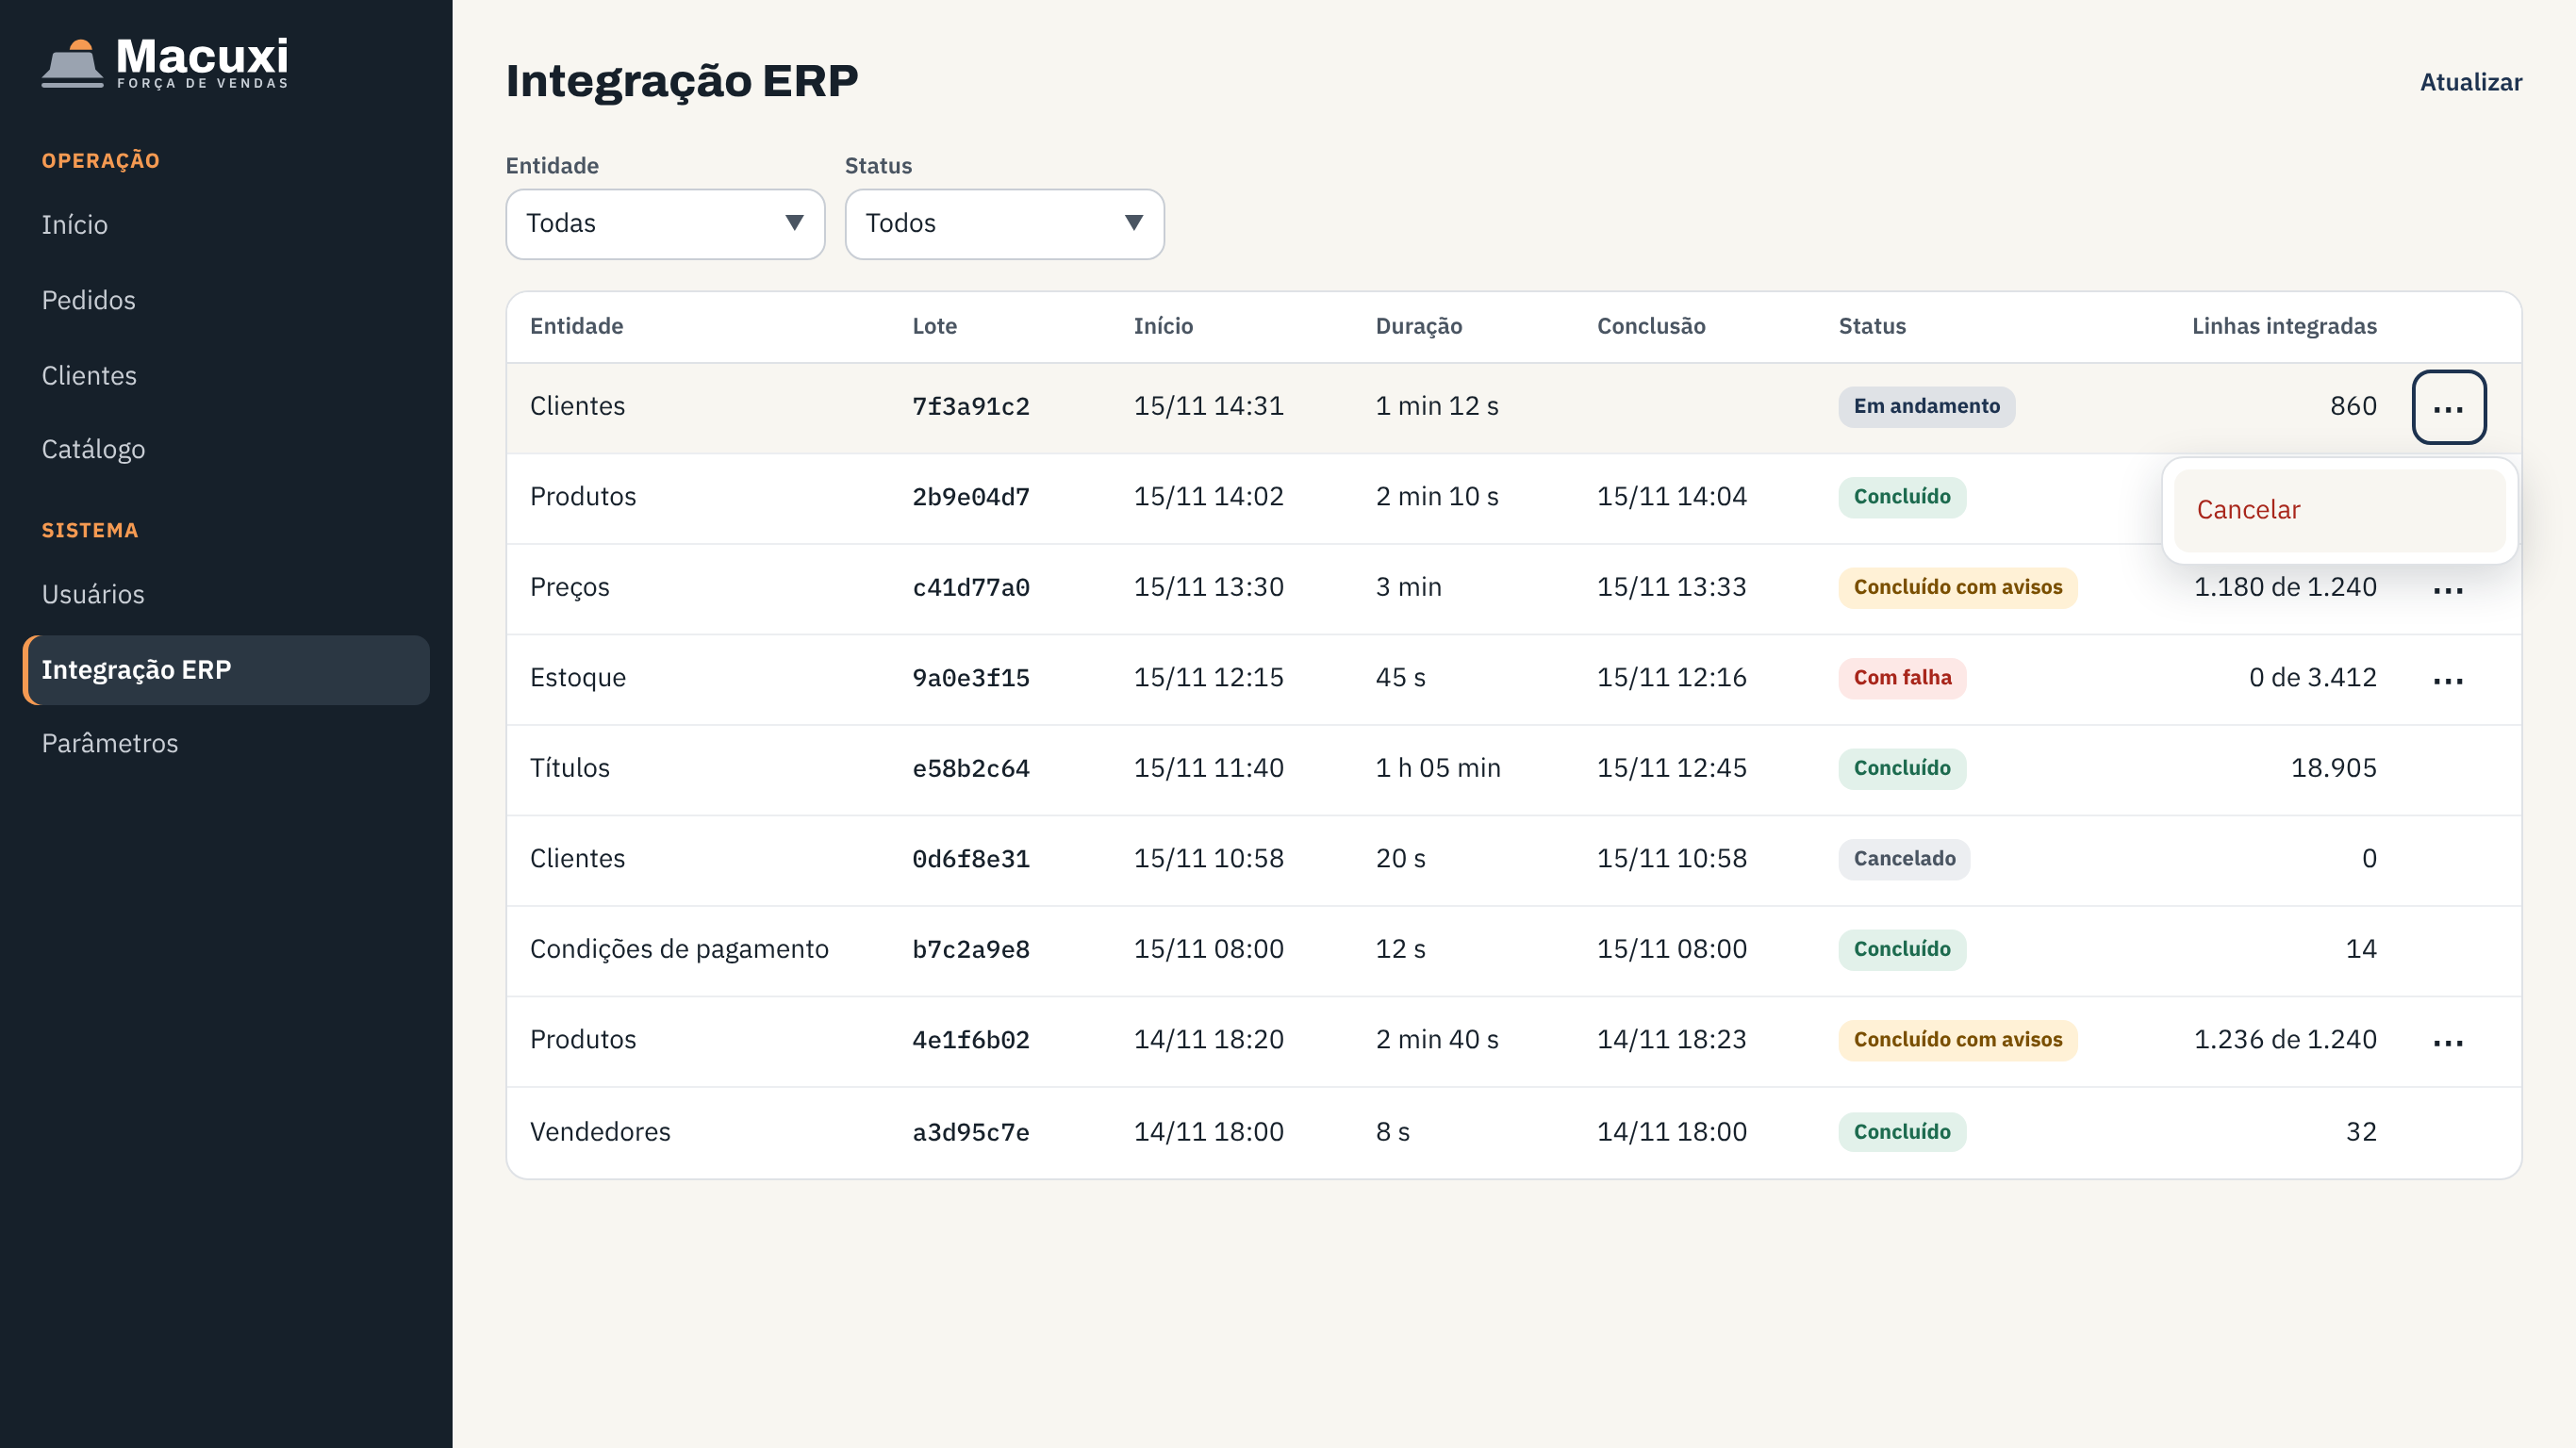 Macuxi
FORÇA DE VENDAS
OPERAÇÃO
Início
Pedidos
Clientes
Catálogo
SISTEMA
Usuários
Integração ERP
Parâmetros
Integração ERP
Atualizar
Entidade Status
Todas Todos
Entidade Lote Início Duração Conclusão Status Linhas integradas
Clientes 7f3a91c2 15/11 14:31 1 min 12 s Em andamento 860 ...
Produtos 2b9e04d7 15/11 14:02 2 min 10 s 15/11 14:04 Concluído
Cancelar
Preços c41d77a0 15/11 13:30 3 min 15/11 13:33 Concluído com avisos 1.180 de 1.240 ...
Estoque 9a0e3f15 15/11 12:15 45 s 15/11 12:16 Com falha 0 de 3.412 ...
Títulos e58b2c64 15/11 11:40 1 h 05 min 15/11 12:45 Concluído 18.905
Clientes 0d6f8e31 15/11 10:58 20 s 15/11 10:58 Cancelado 0
Condições de pagamento b7c2a9e8 15/11 08:00 12 s 15/11 08:00 Concluído 14
Produtos 4e1f6b02 14/11 18:20 2 min 40 s 14/11 18:23 Concluído com avisos 1.236 de 1.240 ...
Vendedores a3d95c7e 14/11 18:00 8 s 14/11 18:00 Concluído 32